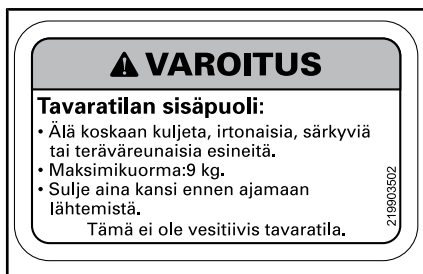 VAROITUS
Tavaratilan sisäpuoli:
• Älä koskaan kuljeta, irtonaisia, särkyviä
tai teräväreunaisia esineitä.
• Maksimikuorma:9 kg.
• Sulje aina kansi ennen ajamaan
lähtemistä.
Tämä ei ole vesitiivis tavaratila.
219903502